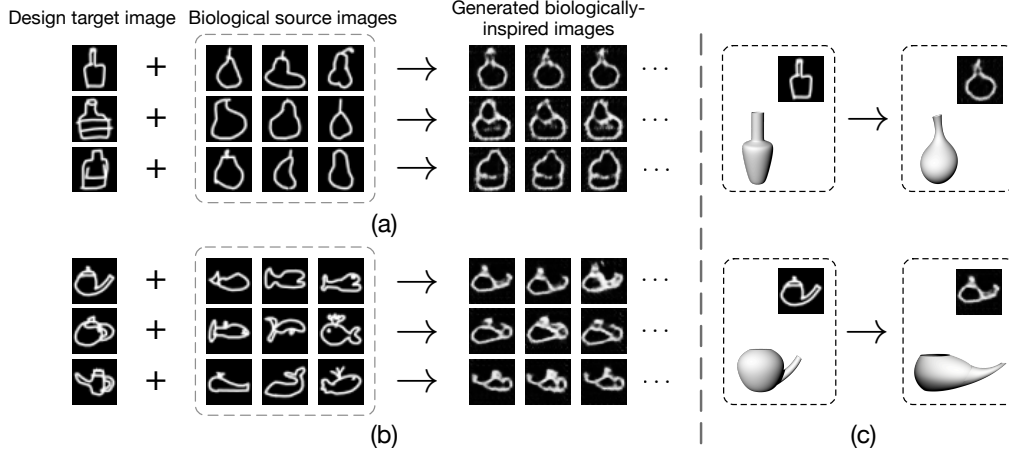 Design target image
Biological source images
Generated biologically-
inspired images
(a)
(b)
(c)